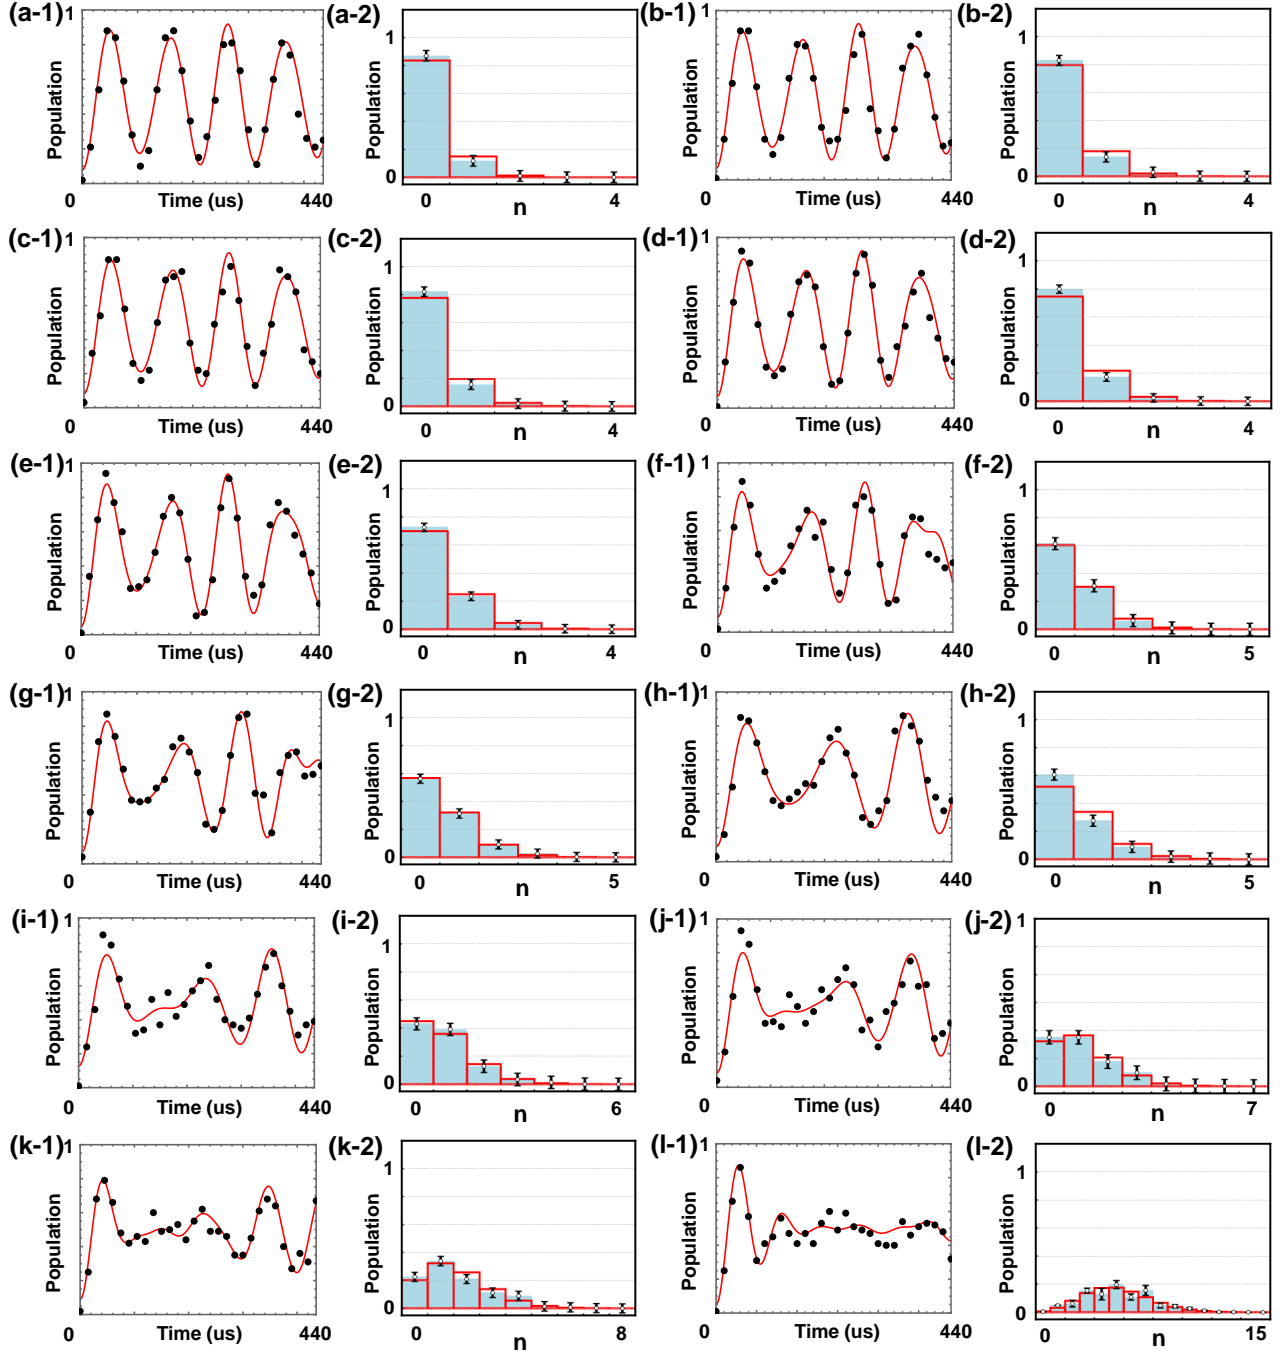 (a-1) 1 Population 0 Time (us) 440
(a-2) 1 Population 0 0 n 4
(b-1) 1 Population 0 Time (us) 440
(b-2) 1 Population 0 0 n 4
(c-1) 1 Population 0 Time (us) 440
(c-2) 1 Population 0 0 n 4
(d-1) 1 Population 0 Time (us) 440
(d-2) 1 Population 0 0 n 4
(e-1) 1 Population 0 Time (us) 440
(e-2) 1 Population 0 0 n 4
(f-1) 1 Population 0 Time (us) 440
(f-2) 1 Population 0 0 n 5
(g-1) 1 Population 0 Time (us) 440
(g-2) 1 Population 0 0 n 5
(h-1) 1 Population 0 Time (us) 440
(h-2) 1 Population 0 0 n 5
(i-1) 1 Population 0 Time (us) 440
(i-2) 1 Population 0 0 n 6
(j-1) 1 Population 0 Time (us) 440
(j-2) 1 Population 0 0 n 7
(k-1) 1 Population 0 Time (us) 440
(k-2) 1 Population 0 0 n 8
(l-1) 1 Population 0 Time (us) 440
(l-2) 1 Population 0 0 n 15